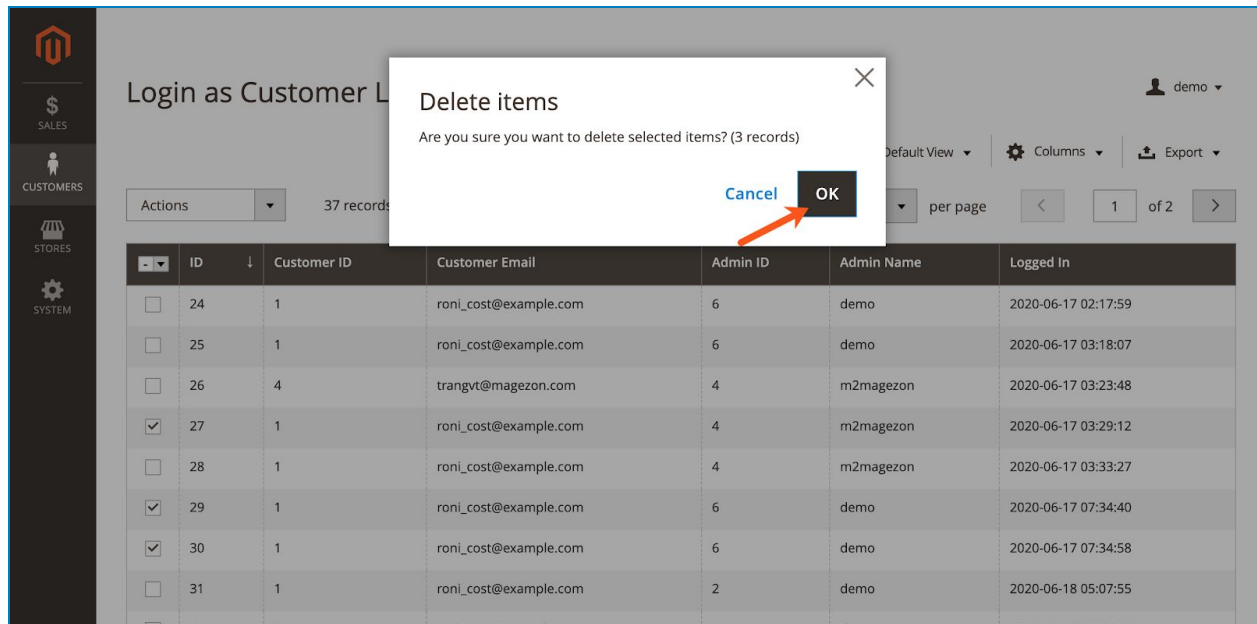 $
SALES
CUSTOMERS
STORES
SYSTEM
Login as Customer L
demo
Delete items
Are you sure you want to delete selected items? (3 records)
Cancel
OK
Default View
Columns
Export
Actions
37 records
per page
1
of 2
ID ↓ Customer ID Customer Email Admin ID Admin Name Logged In
24 1 roni_cost@example.com 6 demo 2020-06-17 02:17:59
25 1 roni_cost@example.com 6 demo 2020-06-17 03:18:07
26 4 trangvt@magezon.com 4 m2magezon 2020-06-17 03:23:48
27 1 roni_cost@example.com 4 m2magezon 2020-06-17 03:29:12
28 1 roni_cost@example.com 4 m2magezon 2020-06-17 03:33:27
29 1 roni_cost@example.com 6 demo 2020-06-17 07:34:40
30 1 roni_cost@example.com 6 demo 2020-06-17 07:34:58
31 1 roni_cost@example.com 2 demo 2020-06-18 05:07:55